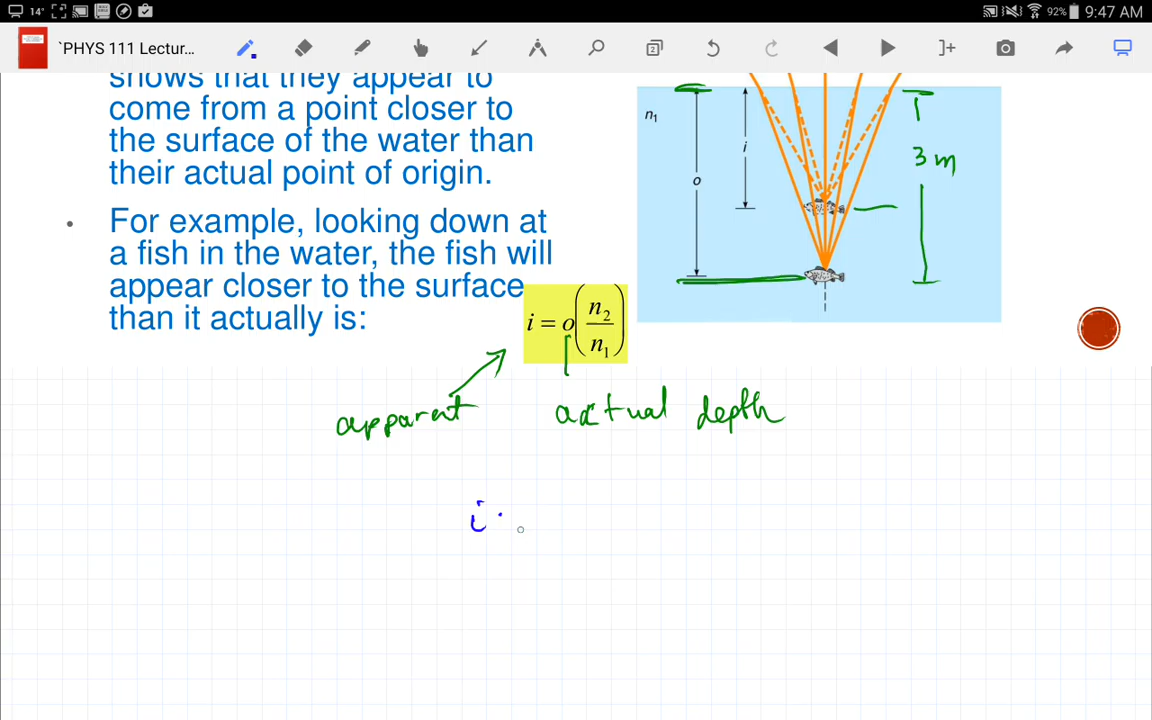 14° 92% 9:47 AM
`PHYS 111 Lectur... 2
shows that they appear to
come from a point closer to
the surface of the water than
their actual point of origin.
• For example, looking down at
a fish in the water, the fish will
appear closer to the surface
than it actually is:
i = o(n₂/n₁)
n₁
o
i
3 m
apparent
actual depth
i